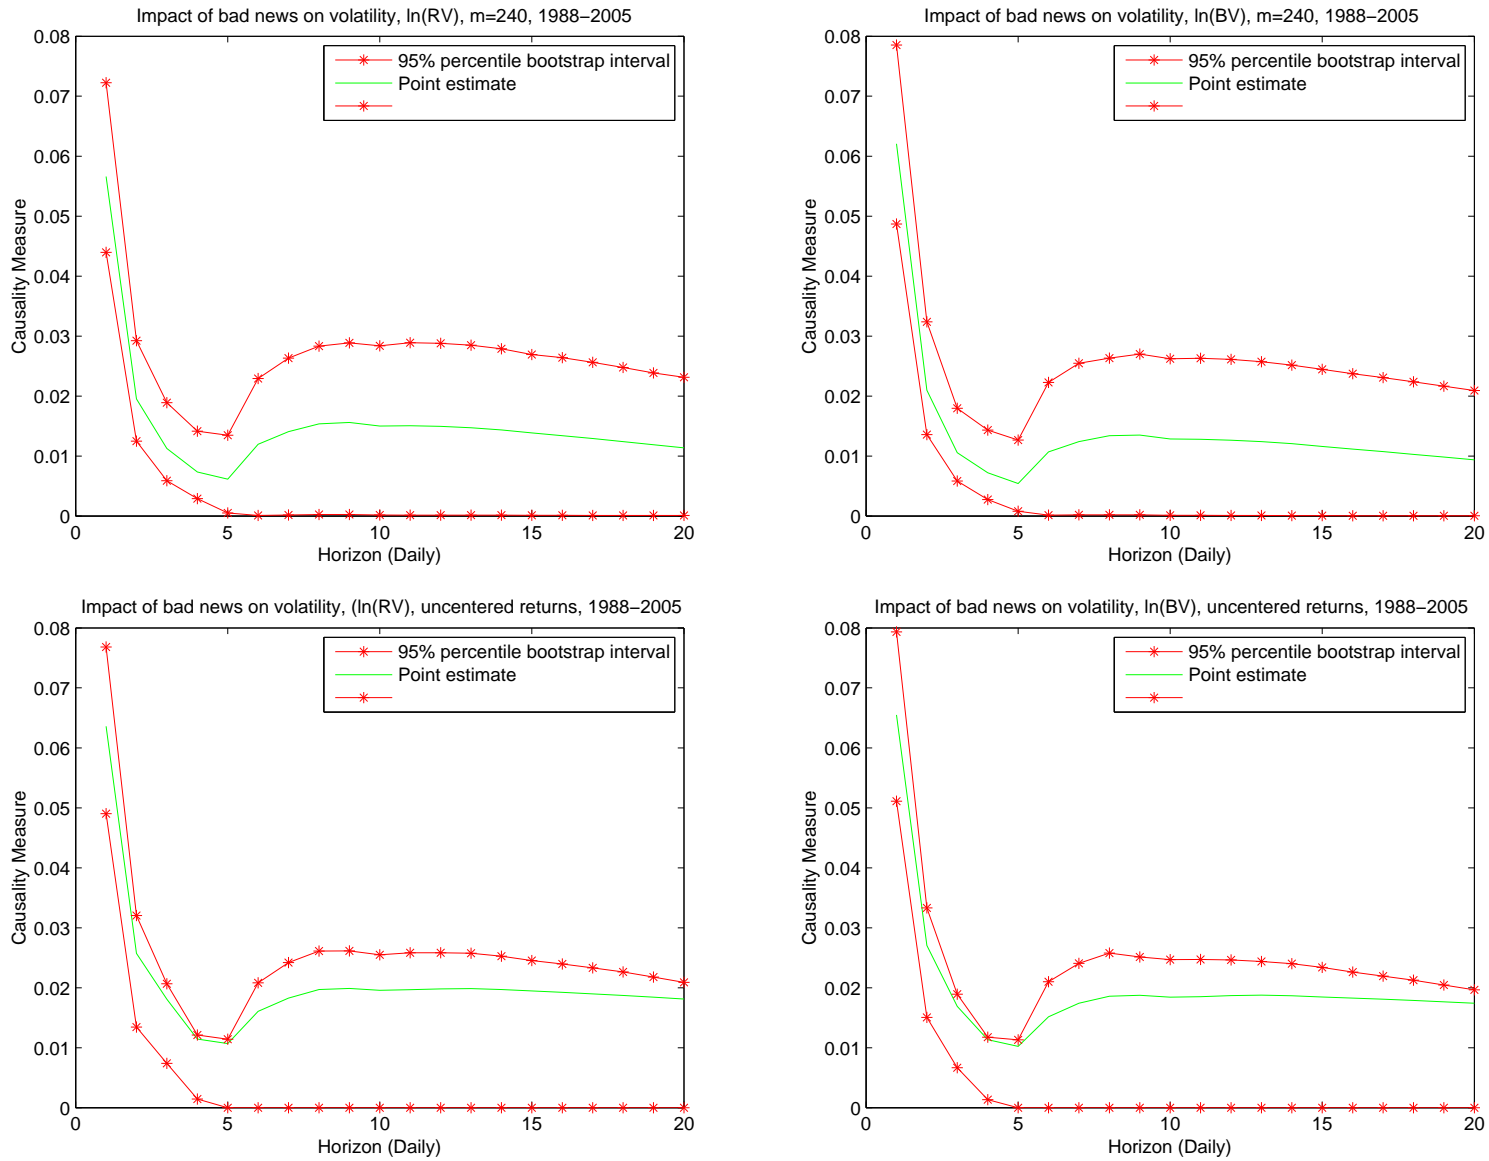 Impact of bad news on volatility, ln(RV), m=240, 1988−2005
95% percentile bootstrap interval
Point estimate
0.08
0.07
0.06
0.05
0.04
0.03
0.02
0.01
0
Causality Measure
0 5 10 15 20
Horizon (Daily)
Impact of bad news on volatility, ln(BV), m=240, 1988−2005
95% percentile bootstrap interval
Point estimate
0.08
0.07
0.06
0.05
0.04
0.03
0.02
0.01
0
Causality Measure
0 5 10 15 20
Horizon (Daily)
Impact of bad news on volatility, (ln(RV), uncentered returns, 1988−2005
95% percentile bootstrap interval
Point estimate
0.08
0.07
0.06
0.05
0.04
0.03
0.02
0.01
0
Causality Measure
0 5 10 15 20
Horizon (Daily)
Impact of bad news on volatility, ln(BV), uncentered returns, 1988−2005
95% percentile bootstrap interval
Point estimate
0.08
0.07
0.06
0.05
0.04
0.03
0.02
0.01
0
Causality Measure
0 5 10 15 20
Horizon (Daily)